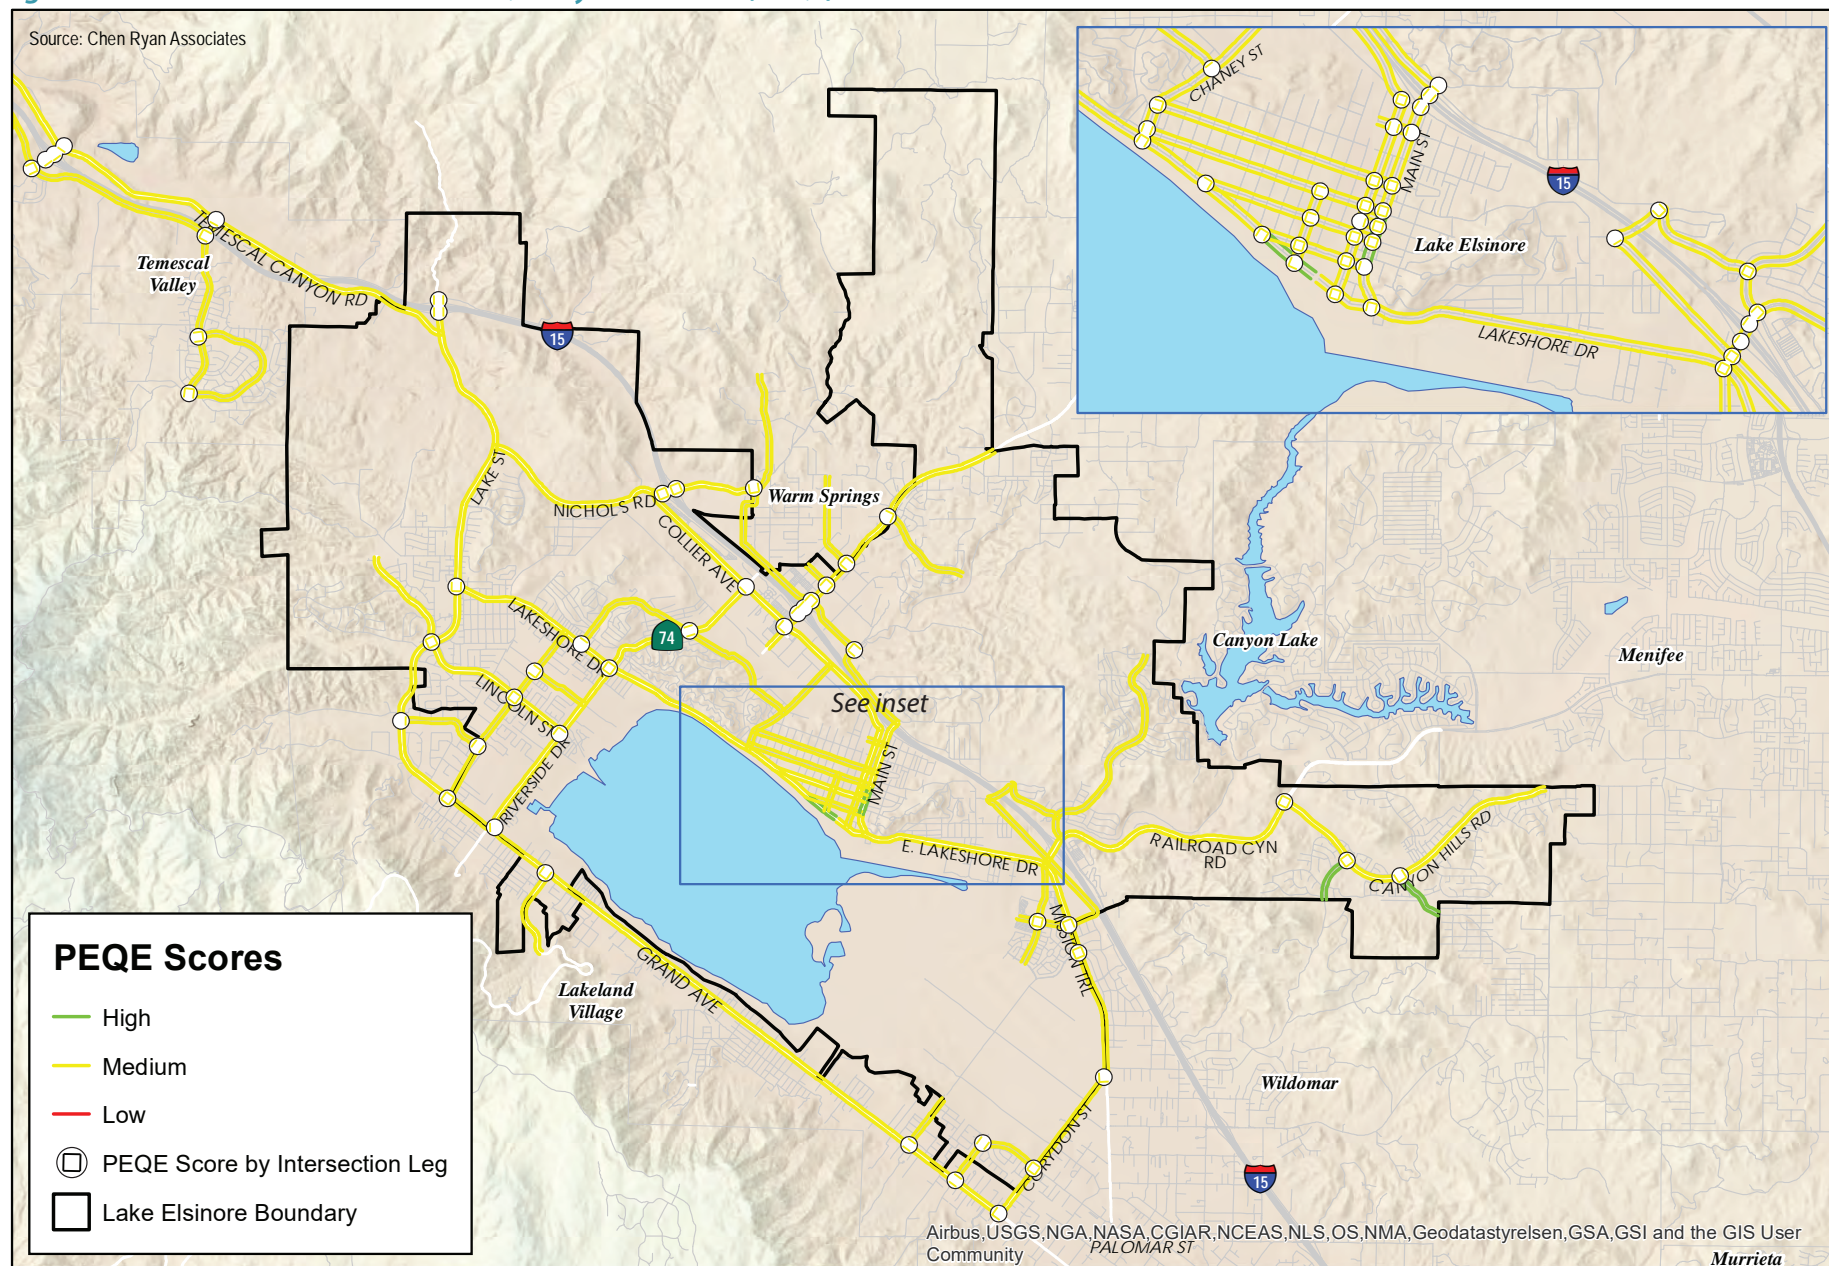 Source: Chen Ryan Associates
CHANEY ST
MAIN ST
15
Lake Elsinore
LAKESHORE DR
TEMESCAL CANYON RD
Temescal
Valley
15
LAKE ST
NICHOLS RD
Warm Springs
COLLIER AVE
LAKESHORE DR
74
LINCOLN ST
RIVERSIDE DR
See inset
MAIN ST
E. LAKESHORE DR
Canyon Lake
Menifee
RAILROAD CYN
RD
CANYON HILLS RD
MISSION TRL
GRAND AVE
Lakeland
Village
Wildomar
CORYDON ST
15
PALOMAR ST
Murrieta
PEQE Scores
High
Medium
Low
PEQE Score by Intersection Leg
Lake Elsinore Boundary
Airbus,USGS,NGA,NASA,CGIAR,NCEAS,NLS,OS,NMA,Geodatastyrelsen,GSA,GSI and the GIS User
Community